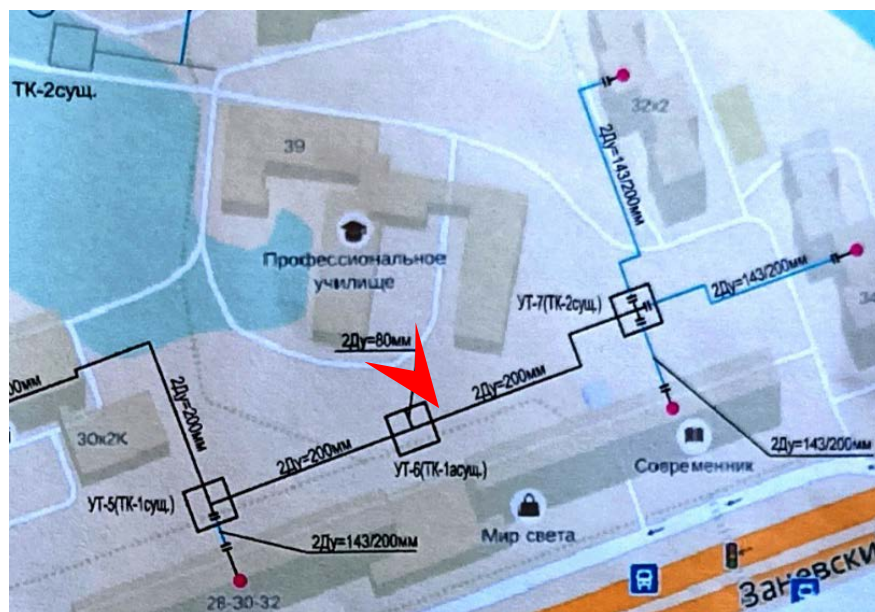 ТК-2сущ.
39
32к2
2Ду=143/200мм
Профессиональное
училище
2Ду=143/200мм
УТ-7(ТК-2сущ.)
34
2Ду=80мм
00мм
2Ду=200мм
2Ду=200мм
30к2К
2Ду=200мм
УТ-6(ТК-1асущ.)
2Ду=143/200мм
Современник
УТ-5(ТК-1сущ.)
Мир света
2Ду=143/200мм
28-30-32
Заневски